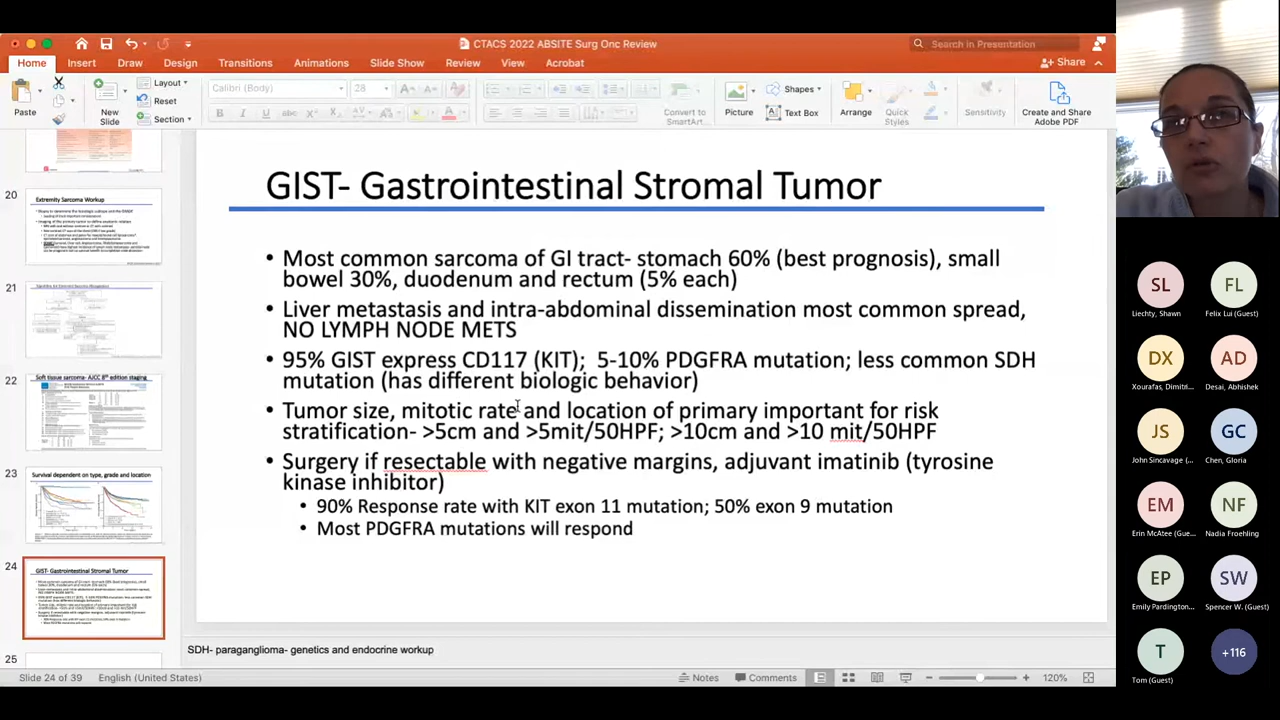 CTACS 2022 ABSITE Surg Onc Review
Search in Presentation
Home
Insert
Draw
Design
Transitions
Animations
Slide Show
Review
View
Acrobat
Share
Paste
New
Slide
Layout
Reset
Section
Calibri (Body)
28
Convert to
SmartArt
Picture
Shapes
Text Box
Arrange
Quick
Styles
Sensitivity
Create and Share
Adobe PDF
20
Extremity Sarcoma Workup
21
22
Soft tissue sarcoma- AJCC 8th edition staging
23
Survival dependent on type, grade and location
24
GIST- Gastrointestinal Stromal Tumor
25
GIST- Gastrointestinal Stromal Tumor
• Most common sarcoma of GI tract- stomach 60% (best prognosis), small
bowel 30%, duodenum and rectum (5% each)
• Liver metastasis and intra-abdominal dissemination most common spread,
NO LYMPH NODE METS
• 95% GIST express CD117 (KIT); 5-10% PDGFRA mutation; less common SDH
mutation (has different biologic behavior)
• Tumor size, mitotic rate and location of primary important for risk
stratification- >5cm and >5mit/50HPF; >10cm and >10 mit/50HPF
• Surgery if resectable with negative margins, adjuvant imatinib (tyrosine
kinase inhibitor)
• 90% Response rate with KIT exon 11 mutation; 50% exon 9 mutation
• Most PDGFRA mutations will respond
SDH- paraganglioma- genetics and endocrine workup
Slide 24 of 39
English (United States)
Notes
Comments
120%
SL
Liechty, Shawn
FL
Felix Lui (Guest)
DX
Xourafas, Dimitri...
AD
Desai, Abhishek
JS
John Sincavage (...
GC
Chen, Gloria
EM
Erin McAtee (Gue...
NF
Nadia Froehling
EP
Emily Pardington...
SW
Spencer W. (Guest)
T
Tom (Guest)
+116